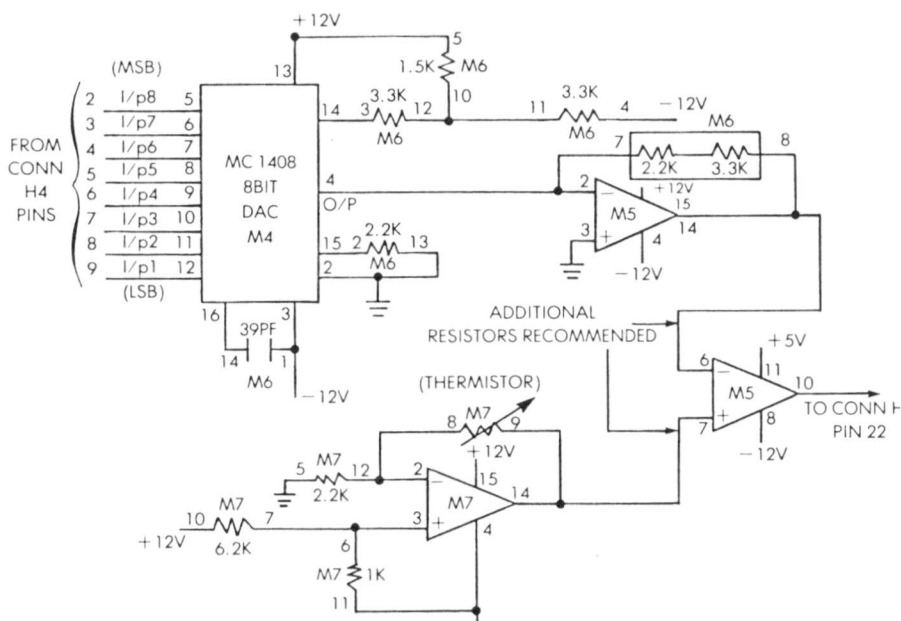 +12V
(MSB)
13
5
1.5K M6
10
2 I/p8 5
3 I/p7 6
4 I/p6 7
5 I/p5 8
6 I/p4 9
7 I/p3 10
8 I/p2 11
9 I/p1 12
(LSB)
FROM
CONN
H4
PINS
MC 1408
8BIT
DAC
M4
14 3.3K 12
3
M6
11 3.3K 4 −12V
M6
M6
7 8
2.2K 3.3K
4
O/P
2 − +12V
15
M5
14
3 + 4
−12V
15 2 2.2K 13
M6
2
16 3
39PF
14 1
M6
−12V
ADDITIONAL
RESISTORS RECOMMENDED
+5V
6 − 11
M5 10
7 + 8
−12V
TO CONN H
PIN 22
(THERMISTOR)
8 M7 9
+12V
M7
5 12
2.2K
2 − 15
M7 14
3 + 4
M7
10 7
+12V
6.2K
6
M7 1K
11